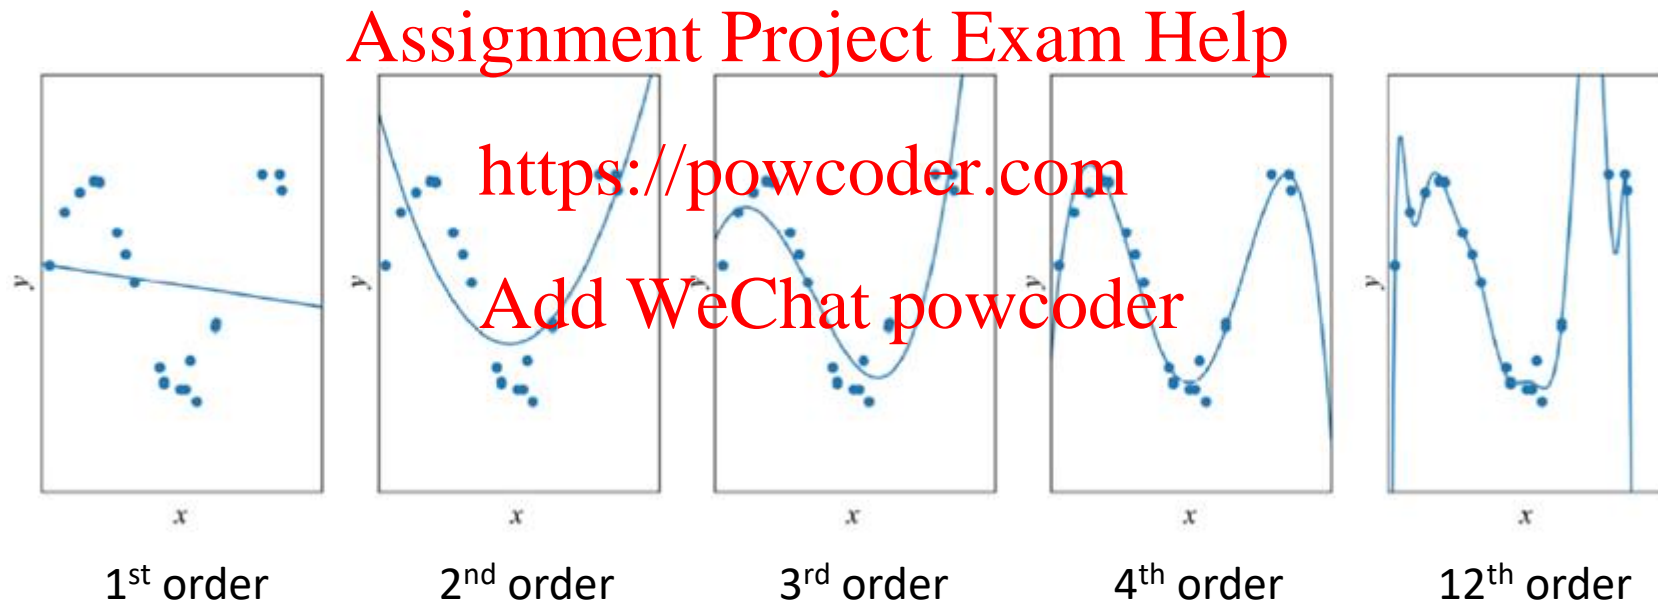 Assignment Project Exam Help
https://powcoder.com
Add WeChat powcoder
y
y
y
y
y
x
x
x
x
x
1st order
2nd order
3rd order
4th order
12th order